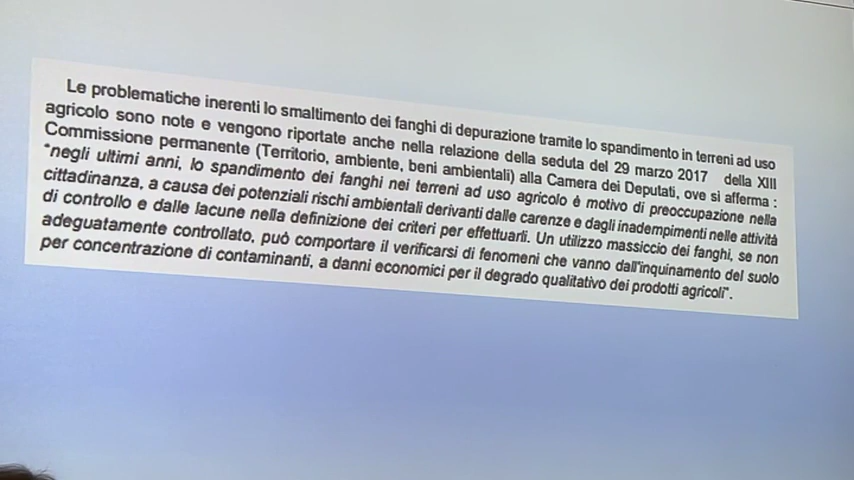 Le problematiche inerenti lo smaltimento dei fanghi di depurazione tramite lo spandimento in terreni ad uso
agricolo sono note e vengono riportate anche nella relazione della seduta del 29 marzo 2017 della XIII
Commissione permanente (Territorio, ambiente, beni ambientali) alla Camera dei Deputati, ove si afferma :
"negli ultimi anni, lo spandimento dei fanghi nei terreni ad uso agricolo è motivo di preoccupazione nella
cittadinanza, a causa dei potenziali rischi ambientali derivanti dalle carenze e dagli inadempimenti nelle attività
di controllo e dalle lacune nella definizione dei criteri per effettuarli. Un utilizzo massiccio dei fanghi, se non
adeguatamente controllato, può comportare il verificarsi di fenomeni che vanno dall'inquinamento del suolo
per concentrazione di contaminanti, a danni economici per il degrado qualitativo dei prodotti agricoli".